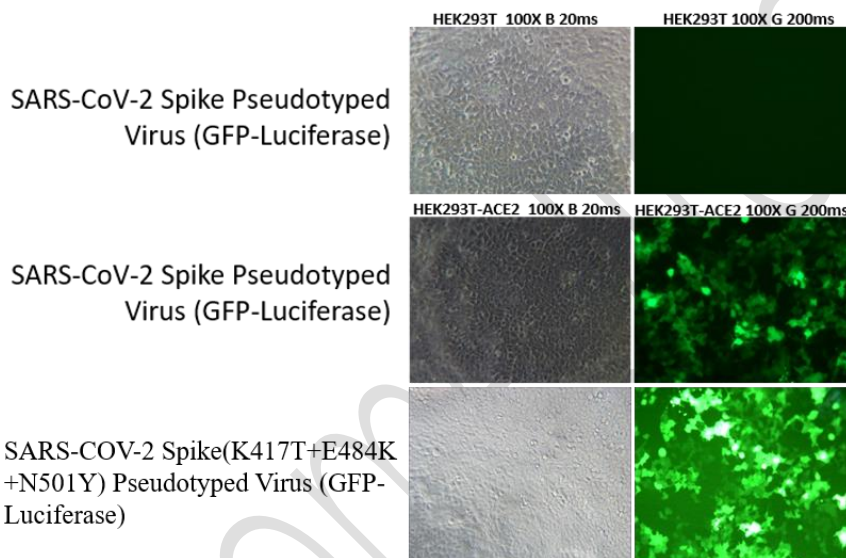 HEK293T 100X B 20ms
HEK293T 100X G 200ms
SARS-CoV-2 Spike Pseudotyped
Virus (GFP-Luciferase)
HEK293T-ACE2 100X B 20ms
HEK293T-ACE2 100X G 200ms
SARS-CoV-2 Spike Pseudotyped
Virus (GFP-Luciferase)
SARS-COV-2 Spike(K417T+E484K
+N501Y) Pseudotyped Virus (GFP-
Luciferase)